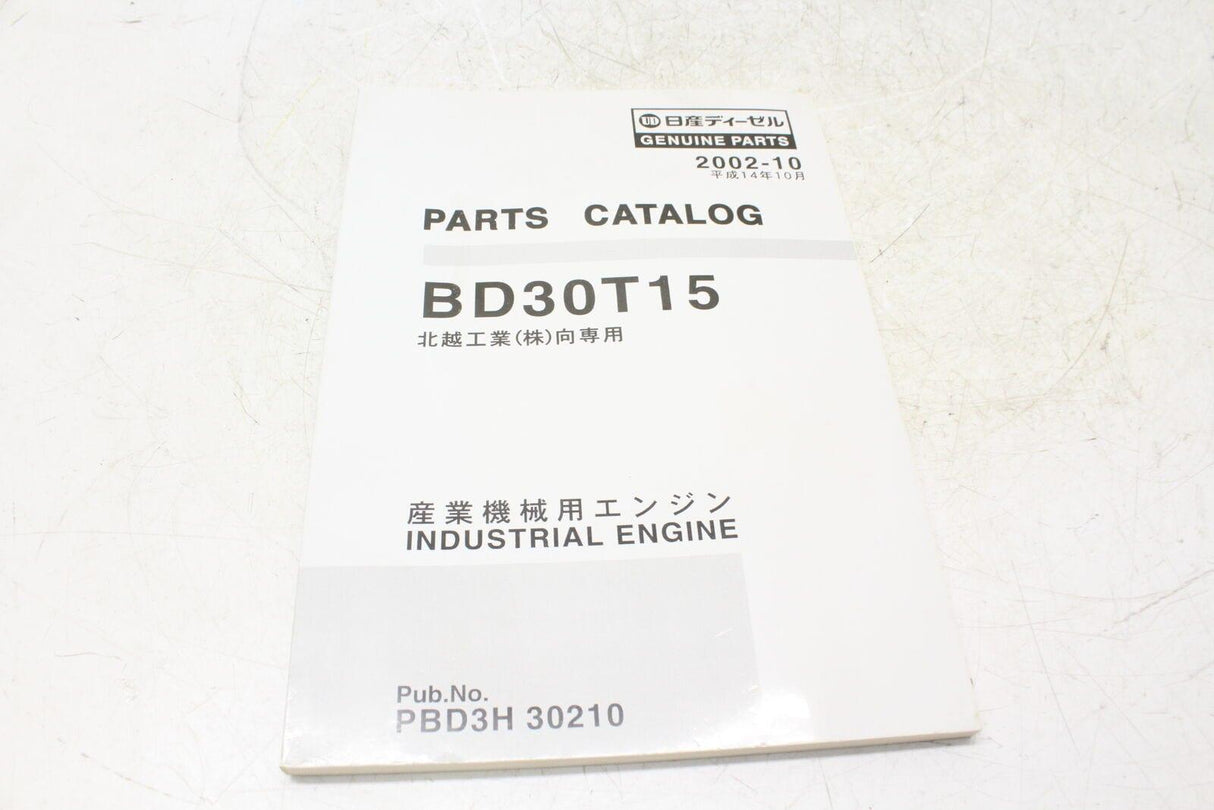 UD 日産ディーゼル
GENUINE PARTS
2002-10
平成14年10月
PARTS CATALOG
BD30T15
北越工業(株)向専用
産業機械用エンジン
INDUSTRIAL ENGINE
Pub.No.
PBD3H 30210